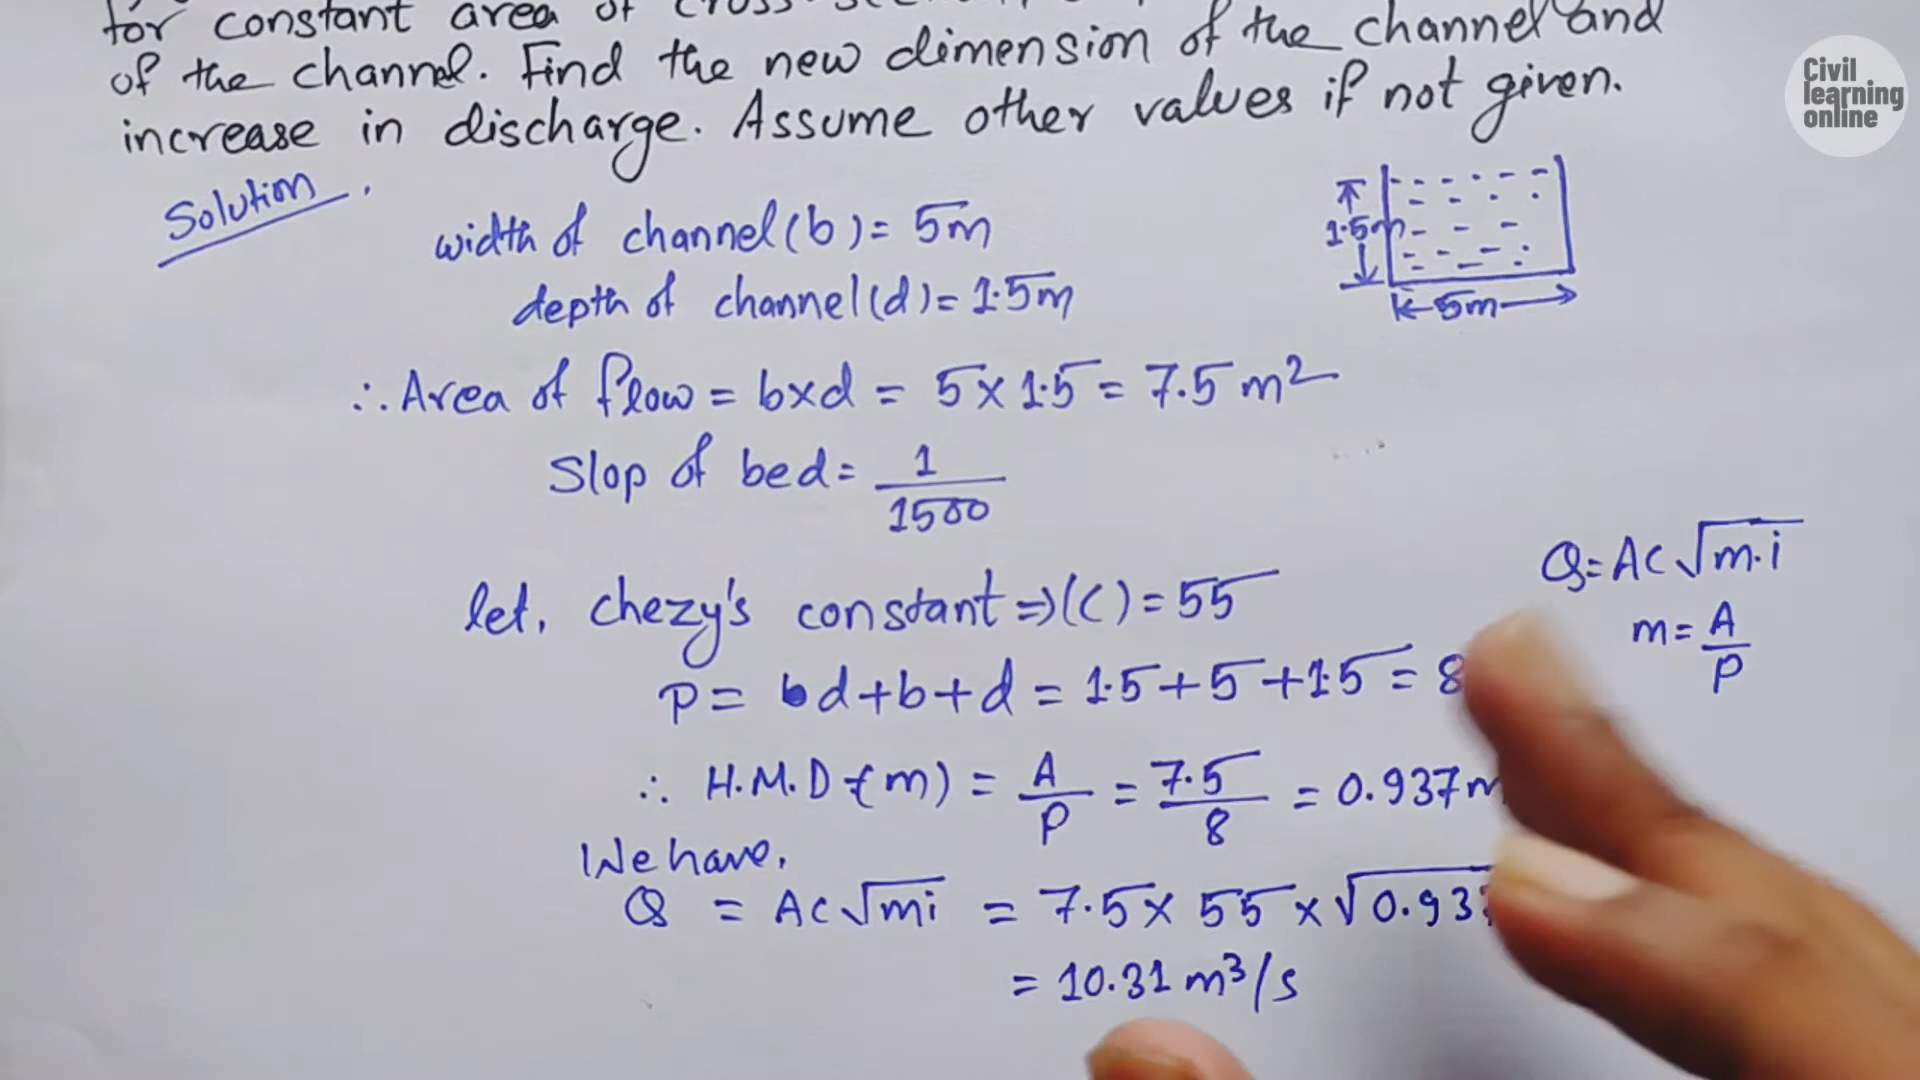 for constant area of
of the channel. Find the new dimension of the channel and
increase in discharge. Assume other values if not given.
Civil
learning
online
Solution.
width of channel (b) = 5m
depth of channel (d) = 1.5m
1.5m
5m
∴ Area of flow = b×d = 5×1.5 = 7.5 m²
Slop of bed = 1/1500
let, chezy's constant ⇒ (C) = 55
Q = AC√m.i
m = A/P
P = d+b+d = 1.5+5+1.5 = 8
∴ H.M.D (m) = A/P = 7.5/8 = 0.937m
We have,
Q = AC√mi = 7.5 × 55 × √0.937
= 10.31 m³/s